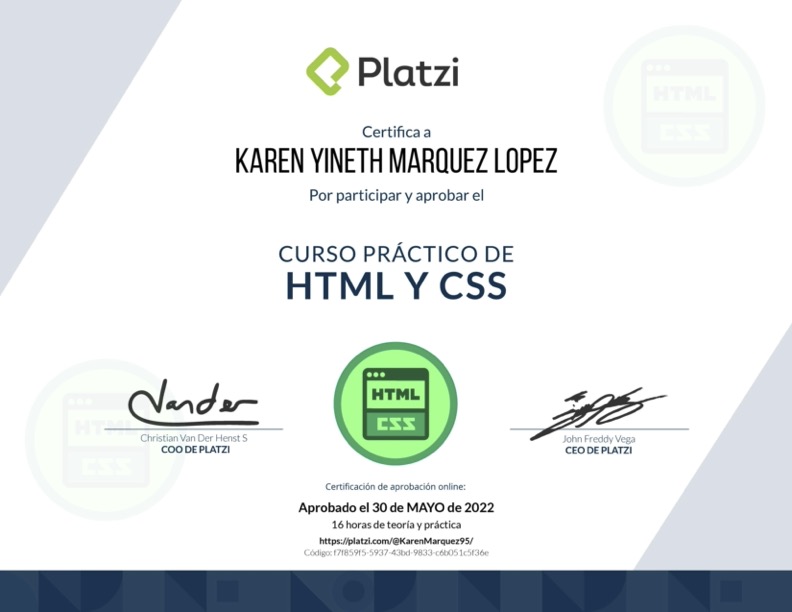 Platzi
HTML
CSS
Certifica a
KAREN YINETH MARQUEZ LOPEZ
Por participar y aprobar el
CURSO PRÁCTICO DE
HTML Y CSS
Vander
HTML
CSS
HTML
CSS
Christian Van Der Henst S
COO DE PLATZI
John Freddy Vega
CEO DE PLATZI
Certificación de aprobación online:
Aprobado el 30 de MAYO de 2022
16 horas de teoría y práctica
https://platzi.com/@KarenMarquez95/
Código: f7f859f5-5937-43bd-9833-c6b051c5f36e